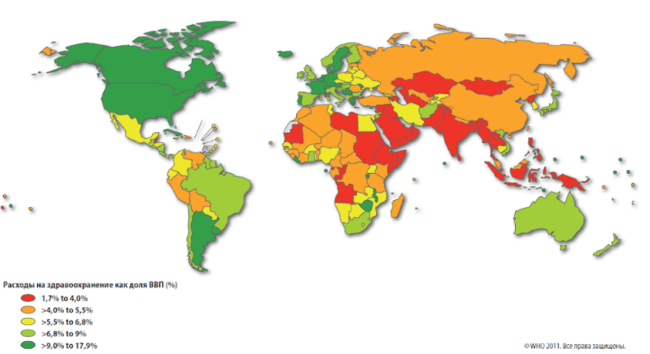 Расходы на здравоохранение как доля ВВП (%)
1,7% to 4,0%
>4,0% to 5,5%
>5,5% to 6,8%
>6,8% to 9%
>9,0% to 17,9%
© WHO 2011. Все права защищены.